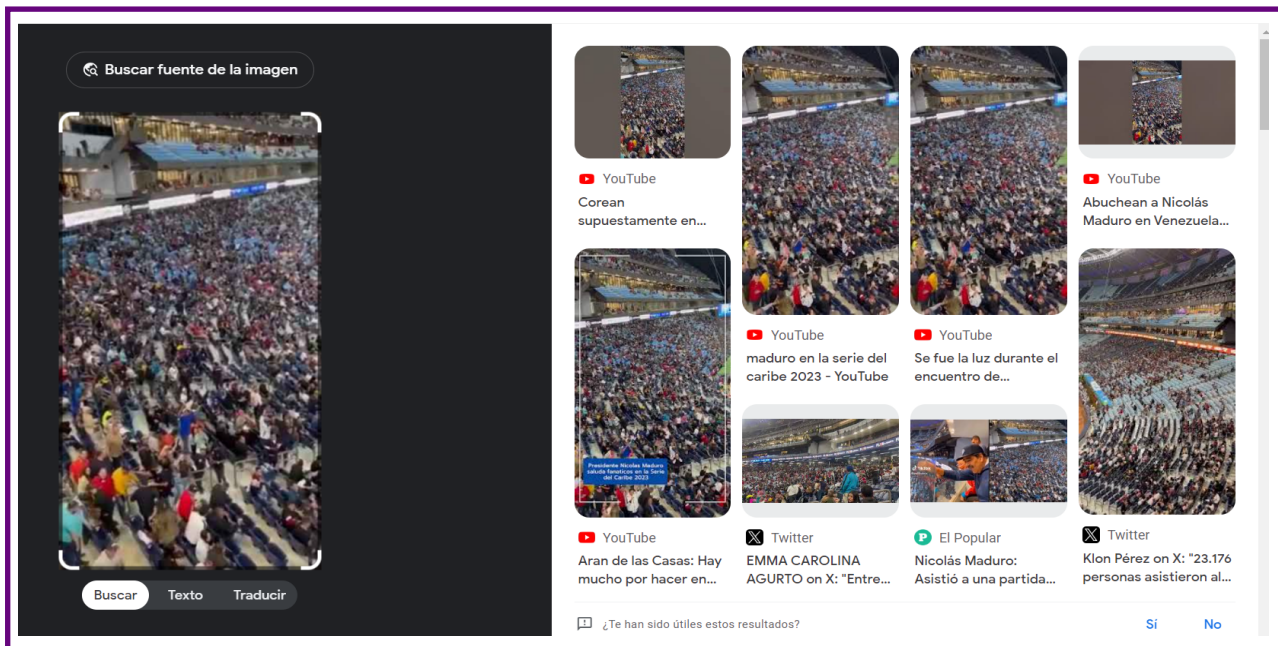 Buscar fuente de la imagen
Buscar
Texto
Traducir
YouTube
Corean
supuestamente en...
YouTube
maduro en la serie del
caribe 2023 - YouTube
YouTube
Se fue la luz durante el
encuentro de...
YouTube
Abuchean a Nicolás
Maduro en Venezuela...
Presidente Nicolas Maduro
saluda fanaticos en la Serie
del Caribe 2023
YouTube
Aran de las Casas: Hay
mucho por hacer en...
Twitter
EMMA CAROLINA
AGURTO on X: "Entre...
El Popular
Nicolás Maduro:
Asistió a una partida...
Twitter
Klon Pérez on X: "23.176
personas asistieron al...
¿Te han sido útiles estos resultados?
Sí
No